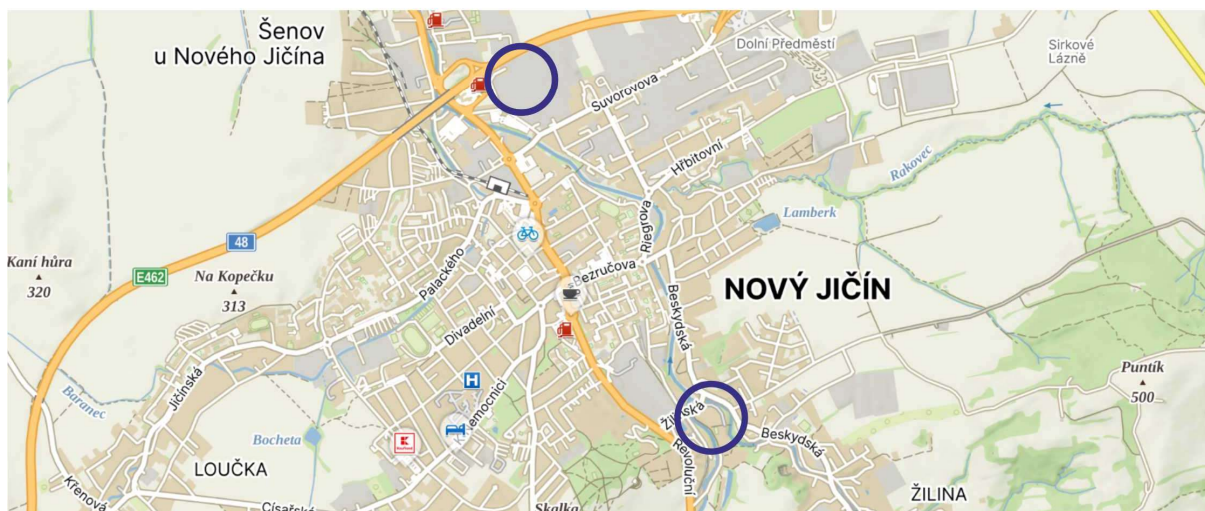 Šenov
u Nového Jičína
Dolní Předměstí
Sirkové
Lázně
Suvorovova
Hřbitovní
Rakovec
Lamberk
Riegrova
48
E462
Kaní hůra
320
Na Kopečku
313
Palackého
Bezručova
NOVÝ JIČÍN
Divadelní
Beskydská
Puntík
500
Jičínská
Baranec
H
Bocheta
Žilinská
Beskydská
Revoluční
LOUČKA
Křenová
Císařské
Skalka
ŽILINA